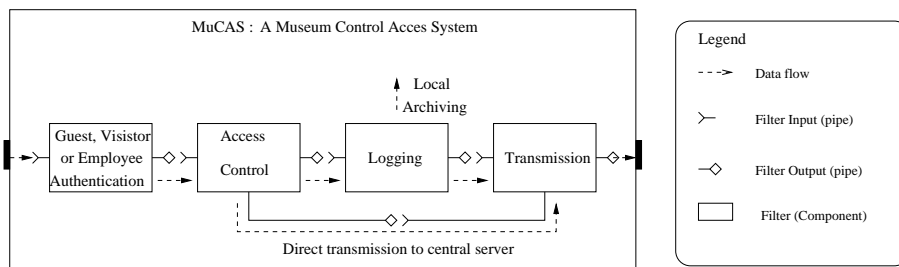 MuCAS : A Museum Control Acces System
Local
Archiving
Guest, Visistor
or Employee
Authentication
Access
Control
Logging
Transmission
Direct transmission to central server
Legend
Data flow
Filter Input (pipe)
Filter Output (pipe)
Filter (Component)